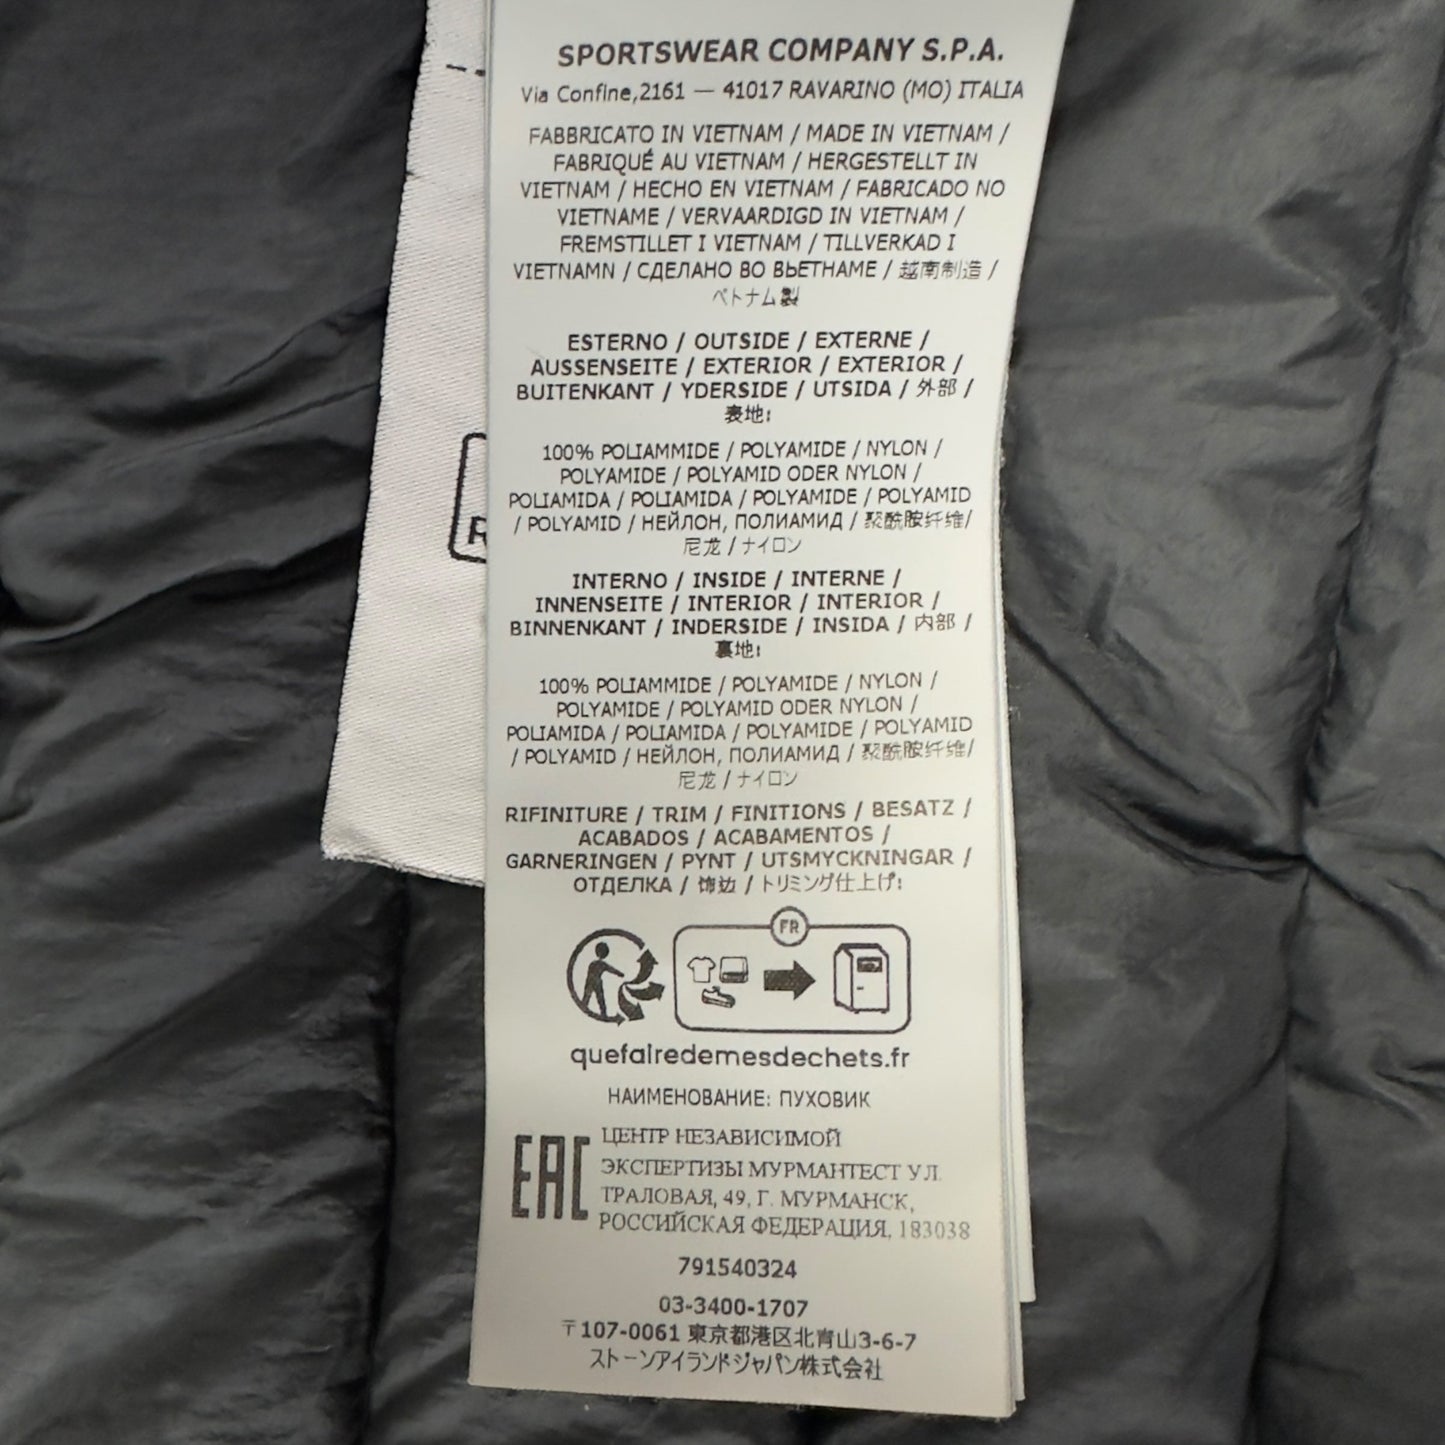 SPORTSWEAR COMPANY S.P.A.
Via Confine,2161 — 41017 RAVARINO (MO) ITALIA
FABBRICATO IN VIETNAM / MADE IN VIETNAM /
FABRIQUÉ AU VIETNAM / HERGESTELLT IN
VIETNAM / HECHO EN VIETNAM / FABRICADO NO
VIETNAME / VERVAARDIGD IN VIETNAM /
FREMSTILLET I VIETNAM / TILLVERKAD I
VIETNAMN / СДЕЛАНО ВО ВЬЕТНАМЕ / 越南制造 /
ベトナム製
ESTERNO / OUTSIDE / EXTERNE /
AUSSENSEITE / EXTERIOR / EXTERIOR /
BUITENKANT / YDERSIDE / UTSIDA / 外部 /
表地:
100% POLIAMMIDE / POLYAMIDE / NYLON /
POLYAMIDE / POLYAMID ODER NYLON /
POLIAMIDA / POLIAMIDA / POLYAMIDE / POLYAMID
/ POLYAMID / НЕЙЛОН, ПОЛИАМИД / 聚酰胺纤维/
尼龙 / ナイロン
INTERNO / INSIDE / INTERNE /
INNENSEITE / INTERIOR / INTERIOR /
BINNENKANT / INDERSIDE / INSIDA / 内部 /
裏地:
100% POLIAMMIDE / POLYAMIDE / NYLON /
POLYAMIDE / POLYAMID ODER NYLON /
POLIAMIDA / POLIAMIDA / POLYAMIDE / POLYAMID
/ POLYAMID / НЕЙЛОН, ПОЛИАМИД / 聚酰胺纤维/
尼龙 / ナイロン
RIFINITURE / TRIM / FINITIONS / BESATZ /
ACABADOS / ACABAMENTOS /
GARNERINGEN / PYNT / UTSMYCKNINGAR /
ОТДЕЛКА / 饰边 / トリミング仕上げ:
FR
quefairedemesdechets.fr
НАИМЕНОВАНИЕ: ПУХОВИК
EAC
ЦЕНТР НЕЗАВИСИМОЙ
ЭКСПЕРТИЗЫ МУРМАНТЕСТ УЛ.
ТРАЛОВАЯ, 49, Г. МУРМАНСК,
РОССИЙСКАЯ ФЕДЕРАЦИЯ, 183038
791540324
03-3400-1707
〒107-0061 東京都港区北青山3-6-7
ストーンアイランドジャパン株式会社